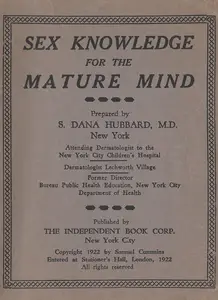 SEX KNOWLEDGE
FOR THE
MATURE MIND
Prepared by
S. DANA HUBBARD, M.D.
New York
Attending Dermatologist to the
New York City Children's Hospital
Dermatologist Letchworth Village
Former Director
Bureau Public Health Education, New York City
Department of Health
Published by
THE INDEPENDENT BOOK CORP.
New York City
Copyright 1922 by Samuel Cummins
Entered at Stationer's Hall, London, 1922
All rights reserved